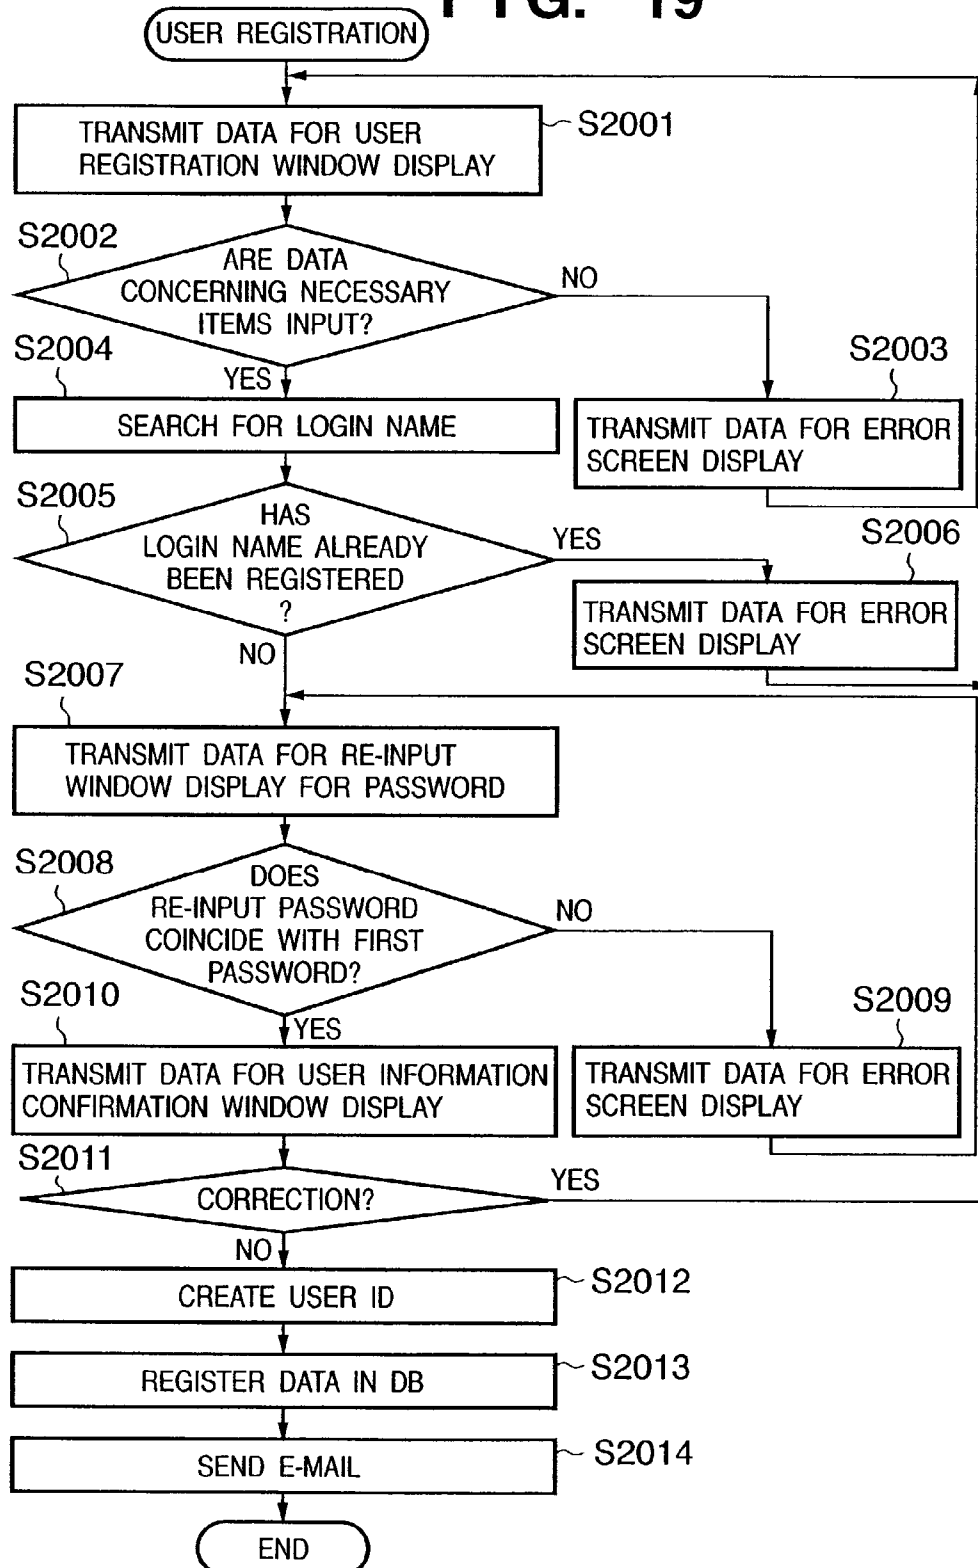 FIG. 19
USER REGISTRATION
TRANSMIT DATA FOR USER
REGISTRATION WINDOW DISPLAY
S2001
S2002
ARE DATA
CONCERNING NECESSARY
ITEMS INPUT?
NO
YES
S2003
TRANSMIT DATA FOR ERROR
SCREEN DISPLAY
S2004
SEARCH FOR LOGIN NAME
S2005
HAS
LOGIN NAME ALREADY
BEEN REGISTERED
?
YES
NO
S2006
TRANSMIT DATA FOR ERROR
SCREEN DISPLAY
S2007
TRANSMIT DATA FOR RE-INPUT
WINDOW DISPLAY FOR PASSWORD
S2008
DOES
RE-INPUT PASSWORD
COINCIDE WITH FIRST
PASSWORD?
NO
YES
S2009
TRANSMIT DATA FOR ERROR
SCREEN DISPLAY
S2010
TRANSMIT DATA FOR USER INFORMATION
CONFIRMATION WINDOW DISPLAY
S2011
CORRECTION?
YES
NO
CREATE USER ID
S2012
REGISTER DATA IN DB
S2013
SEND E-MAIL
S2014
END